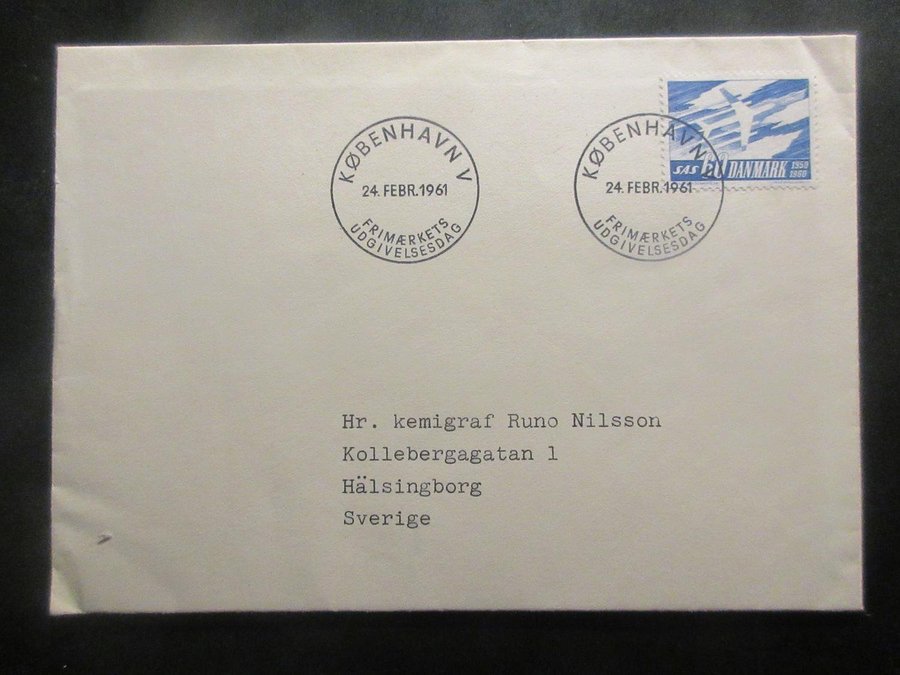 KØBENHAVN V
24. FEBR. 1961
FRIMÆRKETS
UDGIVELSESDAG
KØBENHAVN V
24. FEBR. 1961
FRIMÆRKETS
UDGIVELSESDAG
SAS 60 DANMARK 1950 1960
Hr. kemigraf Runo Nilsson
Kollebergagatan 1
Hälsingborg
Sverige